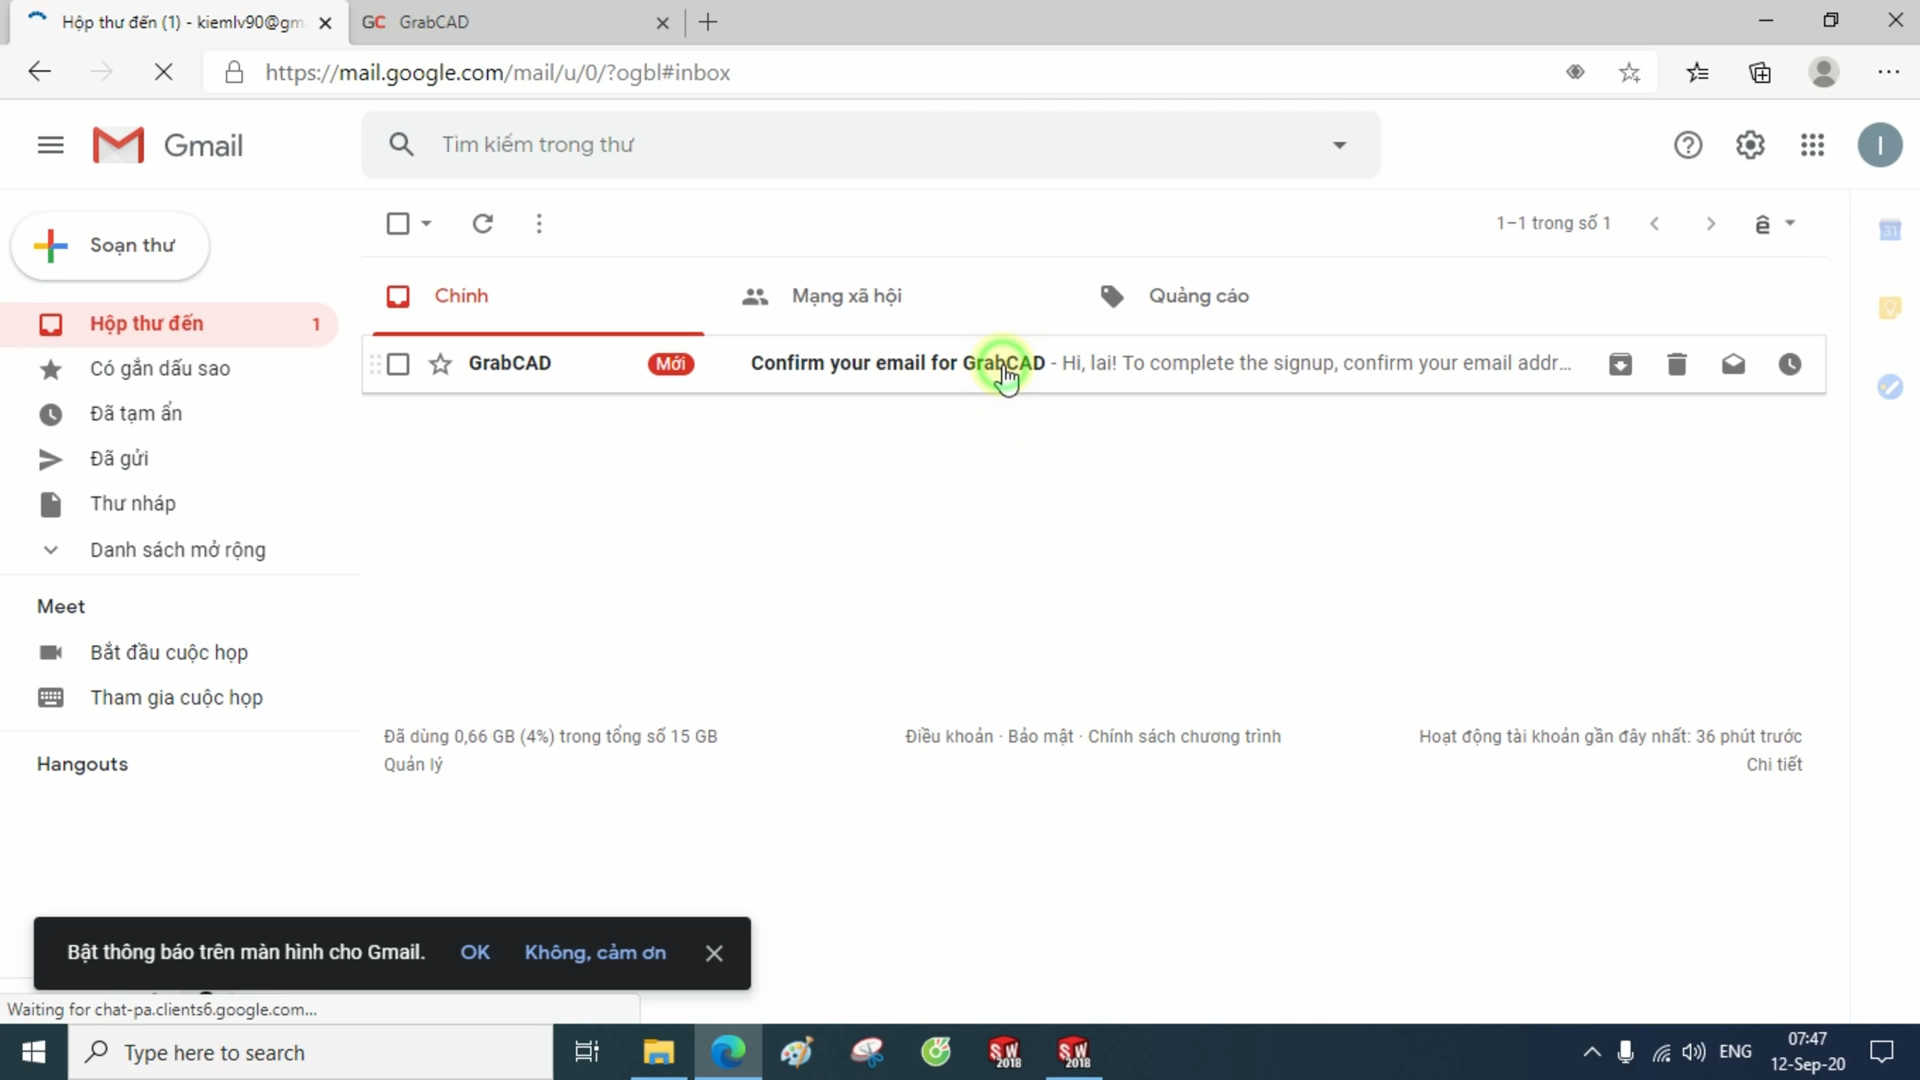 Hộp thư đến (1) - kiemlv90@gm
GC GrabCAD
https://mail.google.com/mail/u/0/?ogbl#inbox
Gmail
Tìm kiếm trong thư
I
Soạn thư
1–1 trong số 1
ê
31
Chính
Mạng xã hội
Quảng cáo
Hộp thư đến 1
GrabCAD Mới Confirm your email for GrabCAD - Hi, lai! To complete the signup, confirm your email addr...
Có gắn dấu sao
Đã tạm ẩn
Đã gửi
Thư nháp
Danh sách mở rộng
Meet
Bắt đầu cuộc họp
Tham gia cuộc họp
Đã dùng 0,66 GB (4%) trong tổng số 15 GB
Quản lý
Điều khoản · Bảo mật · Chính sách chương trình
Hoạt động tài khoản gần đây nhất: 36 phút trước
Chi tiết
Hangouts
Bật thông báo trên màn hình cho Gmail. OK Không, cảm ơn
Waiting for chat-pa.clients6.google.com...
Type here to search
SW 2018
SW 2018
ENG
07:47
12-Sep-20